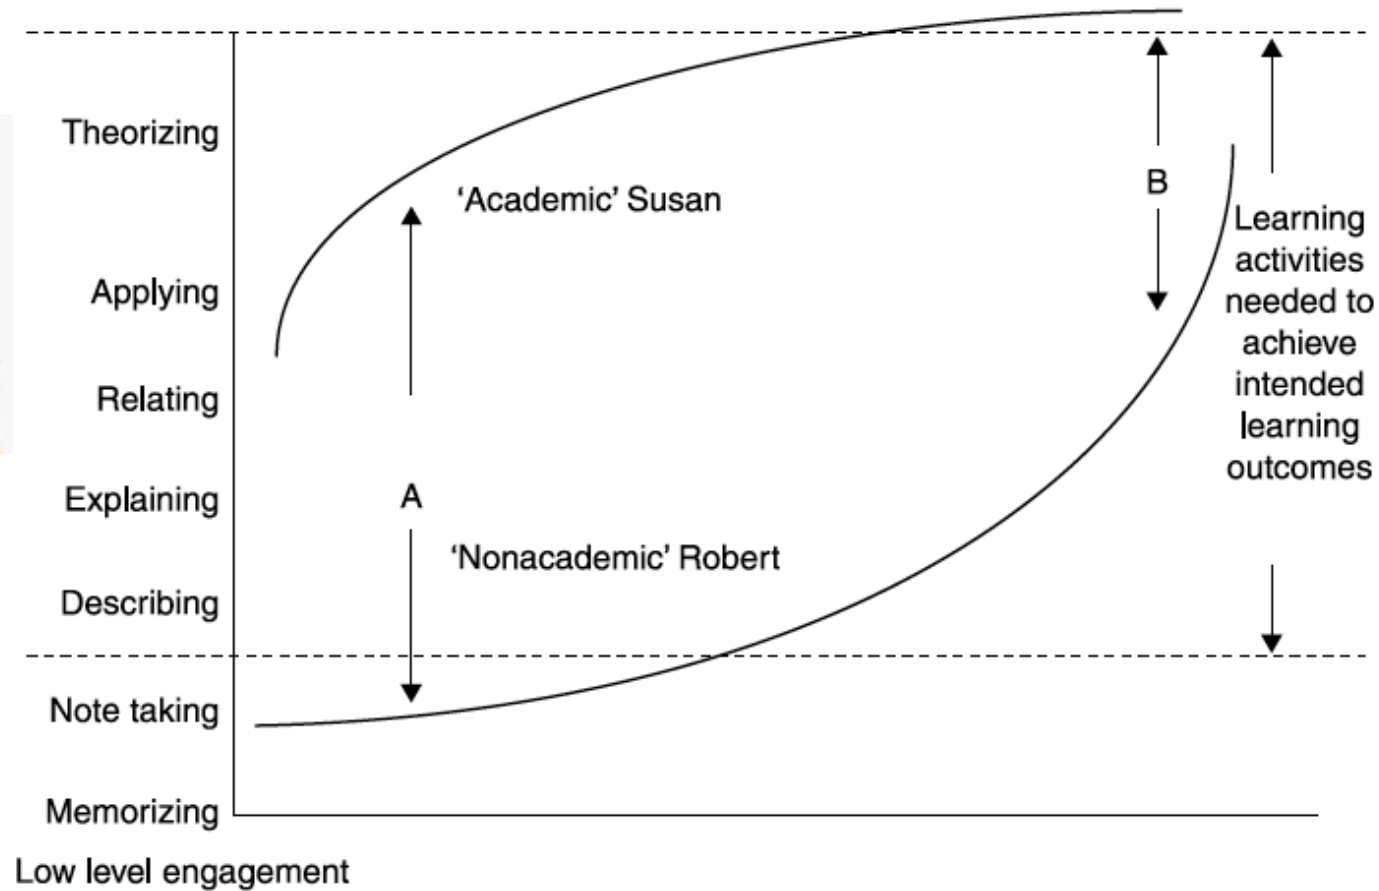 Theorizing
Applying
Relating
Explaining
Describing
Note taking
Memorizing
Low level engagement
‘Academic’ Susan
A
‘Nonacademic’ Robert
B
Learning
activities
needed to
achieve
intended
learning
outcomes